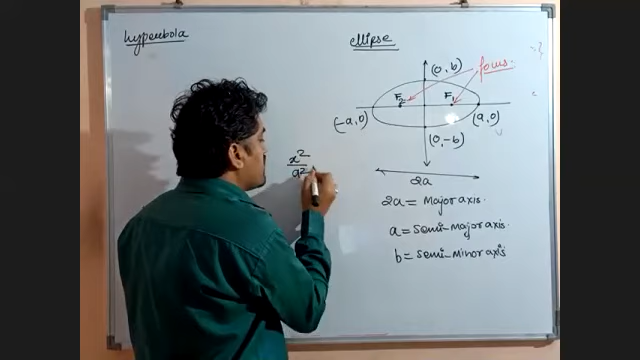 hyperbola
ellipse
(0,b)
focus.
F2
F1
(-a,0)
(a,0)
(0,-b)
x²
a²
2a
2a = Major axis.
a = semi-major axis.
b = semi-minor axis